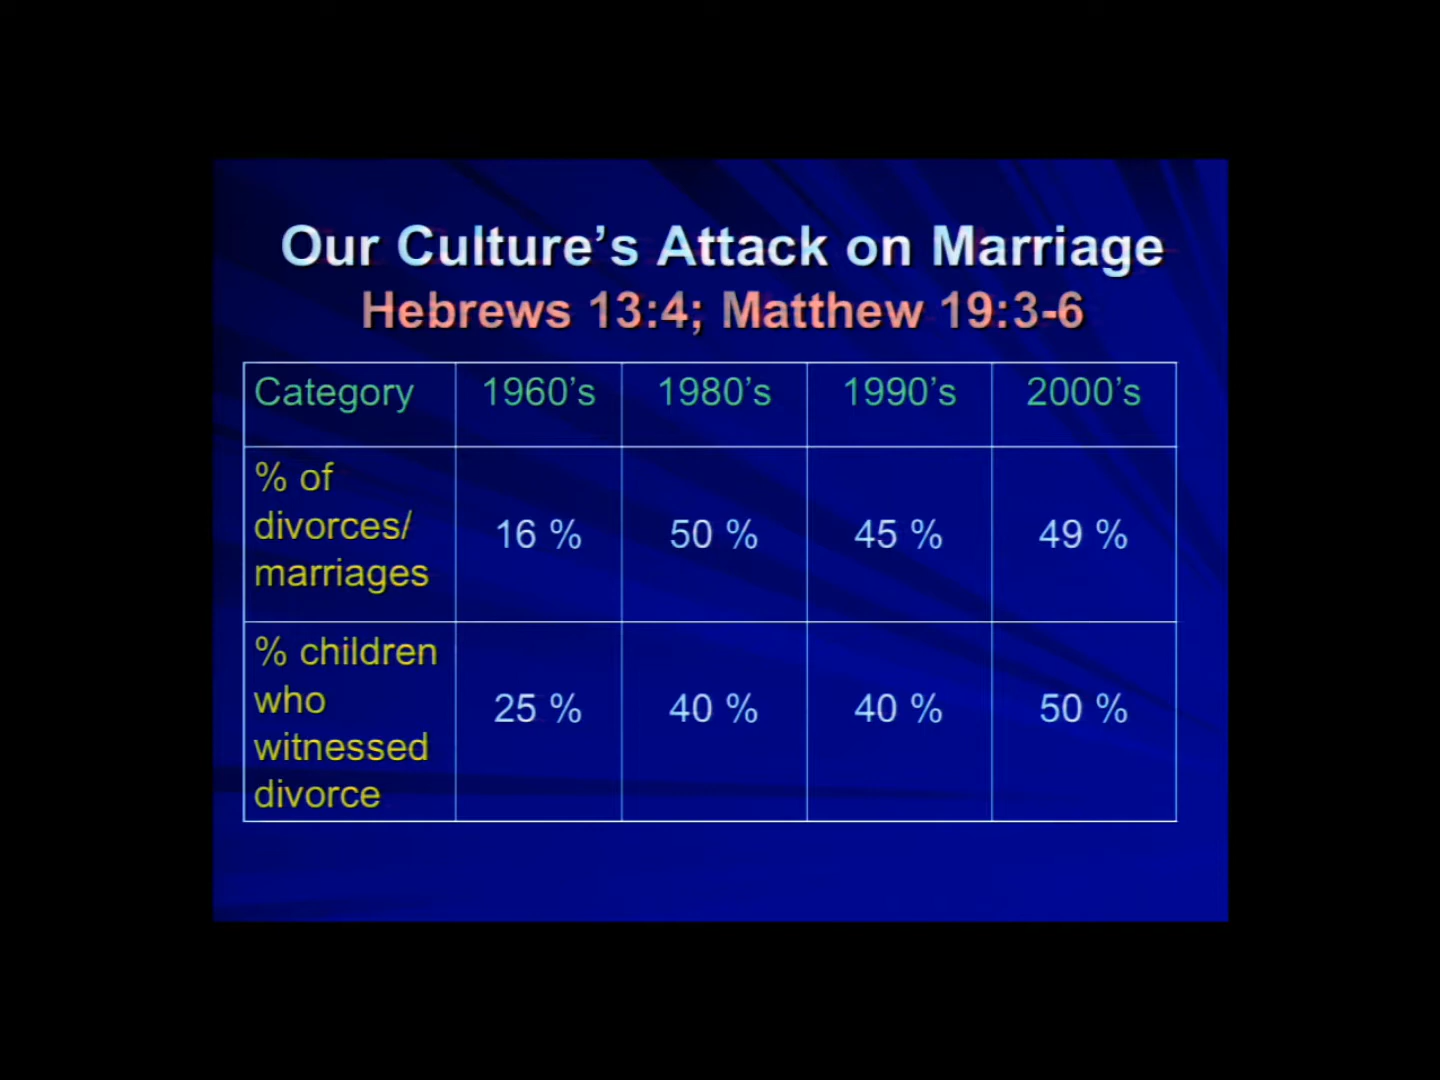 Our Culture’s Attack on Marriage
Hebrews 13:4; Matthew 19:3-6
Category 1960’s 1980’s 1990’s 2000’s
% of
divorces/
marriages
16 % 50 % 45 % 49 %
% children
who
witnessed
divorce
25 % 40 % 40 % 50 %